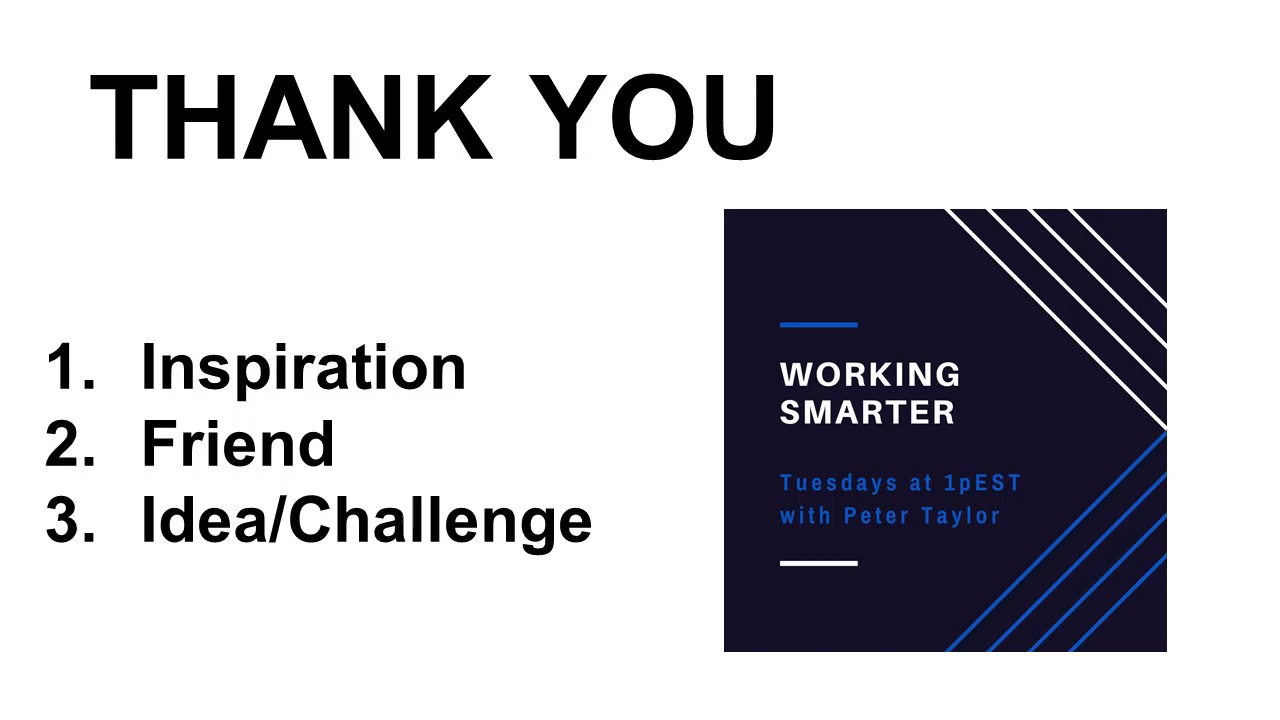 THANK YOU
1. Inspiration
2. Friend
3. Idea/Challenge
WORKING
SMARTER
Tuesdays at 1pEST
with Peter Taylor